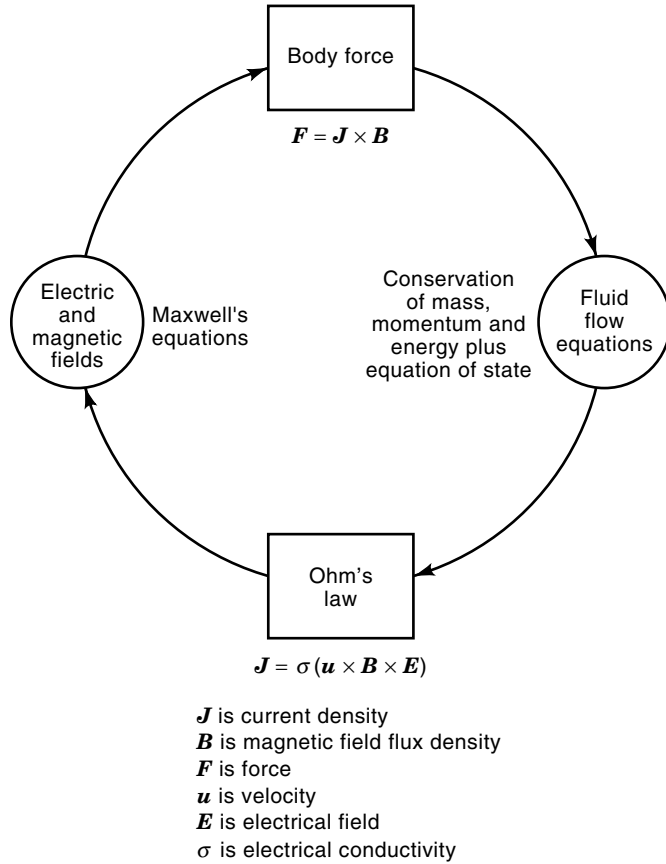 Body force
F = J × B
Electric
and
magnetic
fields
Maxwell's
equations
Conservation
of mass,
momentum and
energy plus
equation of state
Fluid
flow
equations
Ohm's
law
J = σ(u × B × E)
J is current density
B is magnetic field flux density
F is force
u is velocity
E is electrical field
σ is electrical conductivity